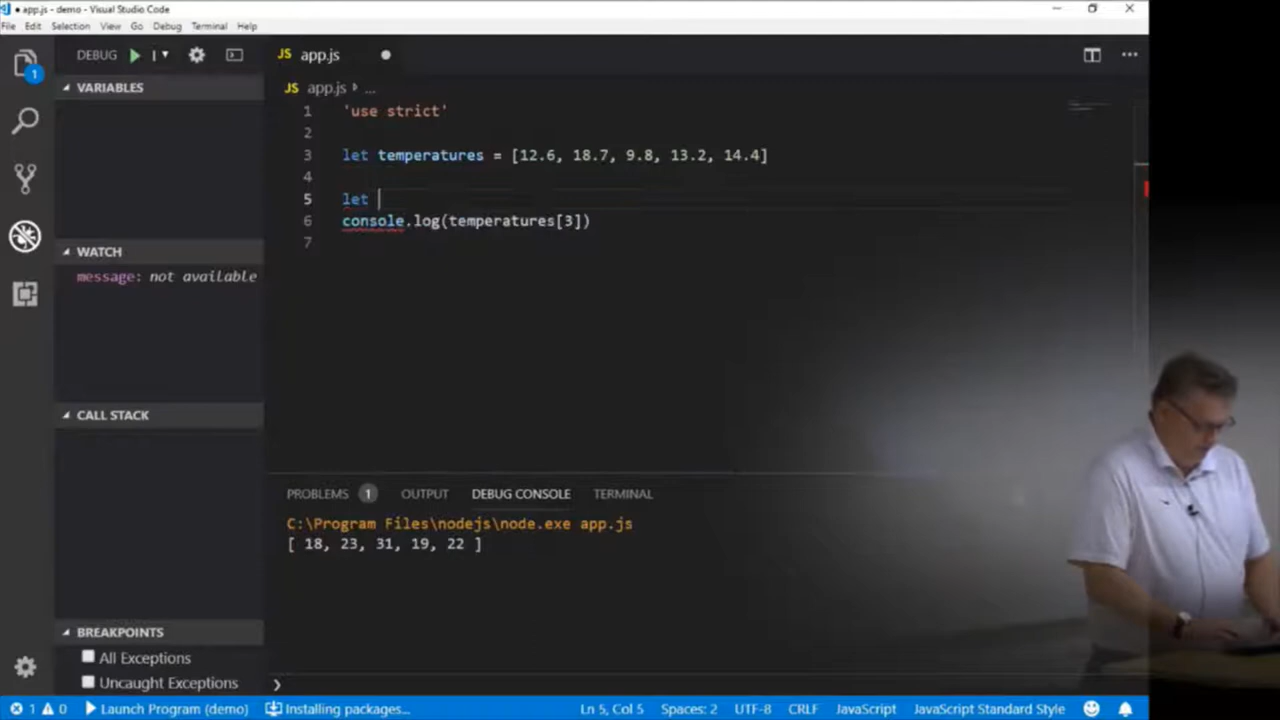 app.js - demo - Visual Studio Code
File Edit Selection View Go Debug Terminal Help
DEBUG
JS app.js
1
JS app.js ...
VARIABLES
1 'use strict'
2
3 let temperatures = [12.6, 18.7, 9.8, 13.2, 14.4]
4
5 let
6 console.log(temperatures[3])
7
WATCH
message: not available
CALL STACK
PROBLEMS 1 OUTPUT DEBUG CONSOLE TERMINAL
C:\Program Files\nodejs\node.exe app.js
[ 18, 23, 31, 19, 22 ]
BREAKPOINTS
All Exceptions
Uncaught Exceptions
1 0 Launch Program (demo) Installing packages... Ln 5, Col 5 Spaces: 2 UTF-8 CRLF JavaScript JavaScript Standard Style